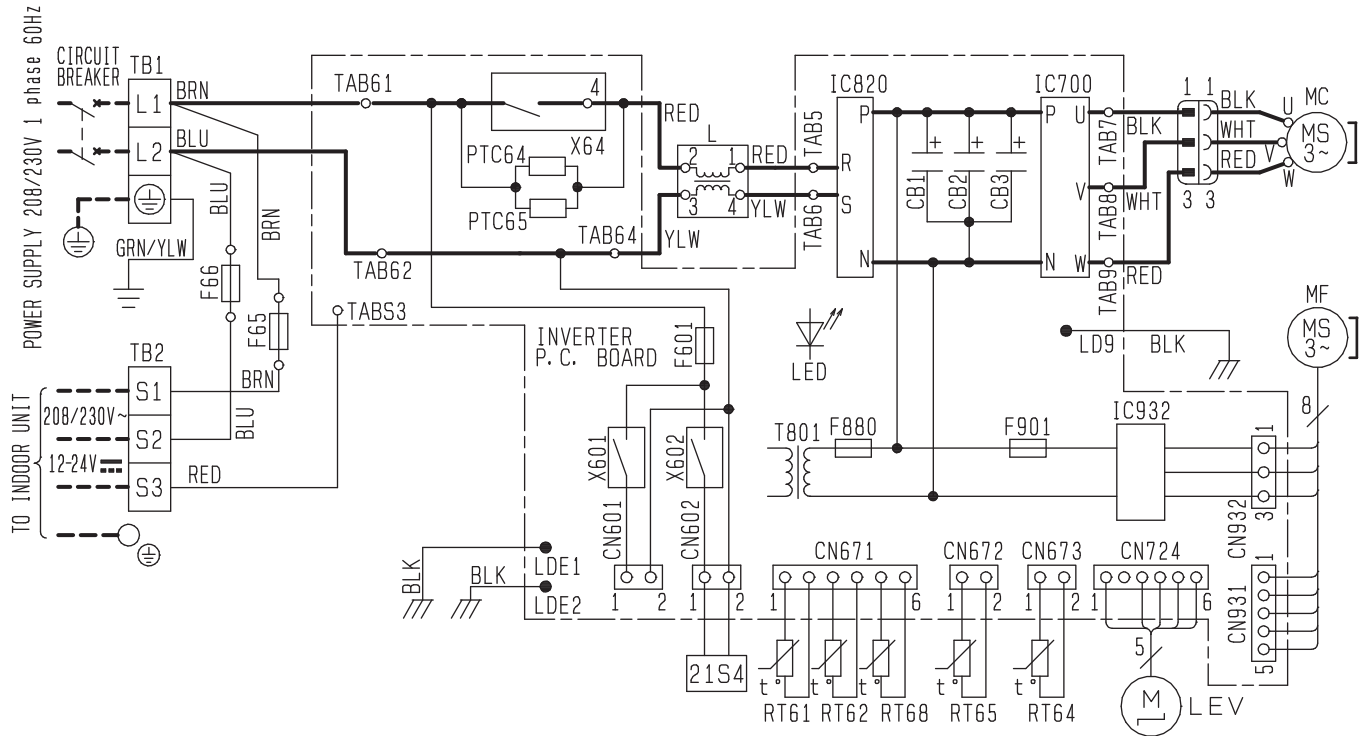 POWER SUPPLY 208/230V 1 phase 60Hz
CIRCUIT
BREAKER
TB1
L1
L2
BRN
BLU
GRN/YLW
BLU
BRN
F66
F65
TB2
S1
S2
S3
BRN
BLU
RED
TO INDOOR UNIT
208/230V~
12-24V
TAB61
TAB62
TABS3
4
X64
PTC64
PTC65
TAB64
RED
YLW
L
2 1
3 4
RED
YLW
TAB5
TAB6
IC820
P
R
S
N
CB1
+
CB2
+
CB3
+
IC700
P
N
U
V
W
TAB7
TAB8
TAB9
BLK
WHT
RED
1 1
3 3
BLK
WHT
RED
U
V
W
MC
MS
3~
MF
MS
3~
8
INVERTER
P.C. BOARD
F601
LED
LD9
BLK
T801
F880
F901
IC932
1
3
CN932
1
5
CN931
X601
X602
CN601
CN602
1 2
1 2
21S4
BLK
BLK
LDE1
LDE2
CN671
1 6
CN672
1 2
CN673
1 2
CN724
1 6
t°
t°
t°
t°
t°
RT61
RT62
RT68
RT65
RT64
5
M
LEV